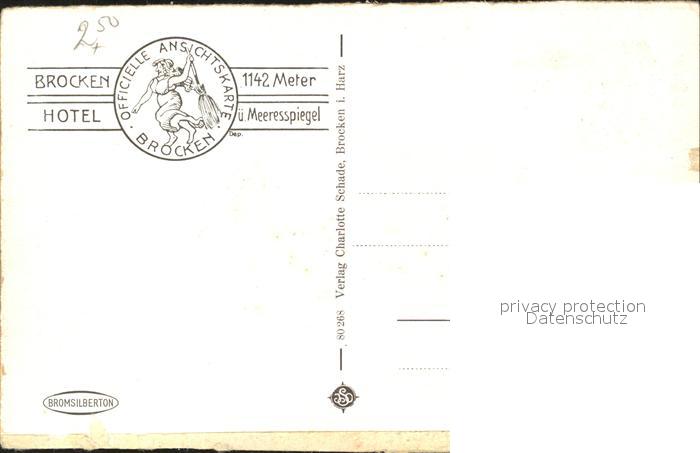 2,50
OFFICIELLE ANSICHTSKARTE
BROCKEN
BROCKEN 1142 Meter
HOTEL ü. Meeresspiegel
Dep.
80268 Verlag Charlotte Schade, Brocken i. Harz
privacy protection
Datenschutz
BROMSILBERTON